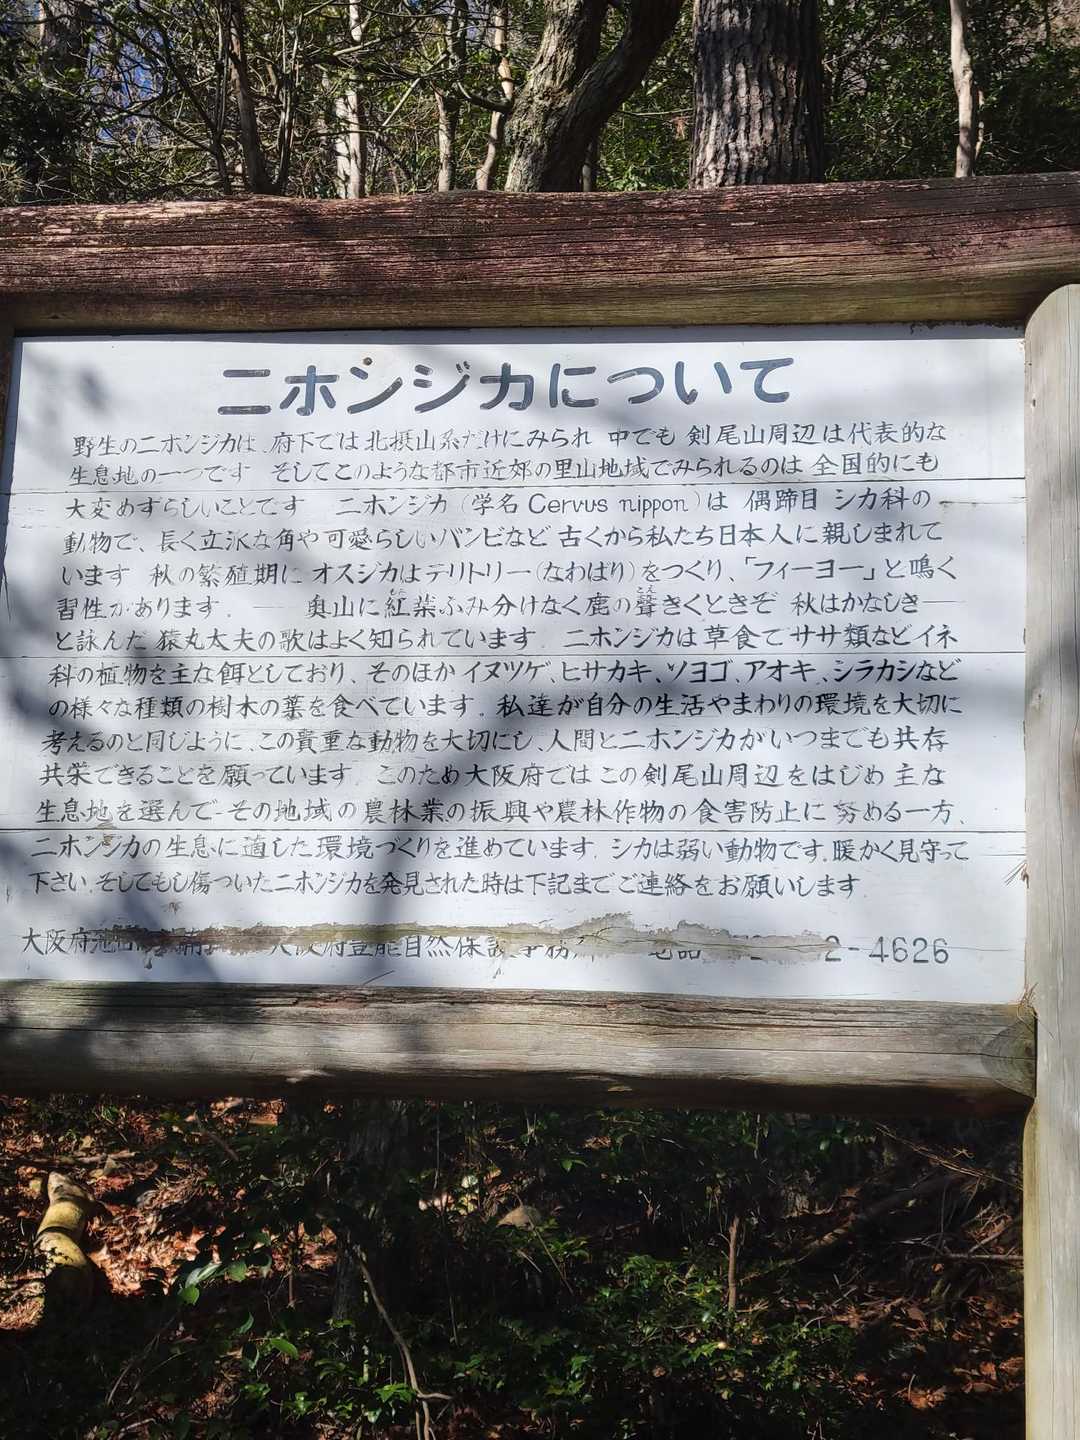 ニホンジカについて
野生のニホンジカは、府下では北摂山系だけにみられ 中でも 剣尾山周辺は代表的な
生息地の一つです そしてこのような都市近郊の里山地域でみられるのは 全国的にも
大変めずらしいことです ニホンジカ（学名 Cervus nippon）は 偶蹄目 シカ科の
動物で、長く立派な角や可愛らしいバンビなど 古くから私たち日本人に親しまれて
います 秋の繁殖期に オスジカはテリトリー（なわばり）をつくり、「フィーヨー」と鳴く
習性があります. ── 奥山に紅葉ふみ分けなく鹿の聲きくときぞ 秋はかなしき──
と詠んだ 猿丸太夫の歌はよく知られています. ニホンジカは草食でササ類などイネ
科の植物を主な餌としており、そのほか イヌツゲ、ヒサカキ、ソヨゴ、アオキ、シラカシなど
の様々な種類の樹木の葉を食べています. 私達が自分の生活やまわりの環境を大切に
考えるのと同じように、この貴重な動物を大切にし、人間とニホンジカがいつまでも共存
共栄できることを願っています. このため大阪府ではこの剣尾山周辺をはじめ 主な
生息地を選んで その地域の農林業の振興や農林作物の食害防止に 努める一方、
ニホンジカの生息に適した環境づくりを進めています. シカは弱い動物です.暖かく見守って
下さい.そしてもし傷ついたニホンジカを発見された時は下記までご連絡をお願いします.
大阪府池 大阪府豊能自然保 事務 電話 2-4626